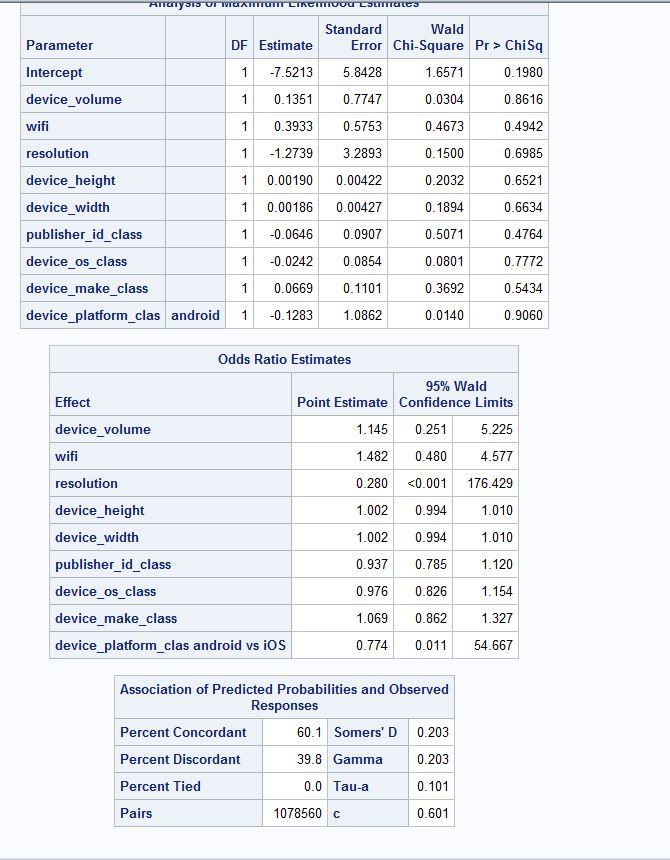 Analysis of Maximum Likelihood Estimates
Parameter DF Estimate Standard Error Wald Chi-Square Pr > ChiSq
Intercept 1 -7.5213 5.8428 1.6571 0.1980
device_volume 1 0.1351 0.7747 0.0304 0.8616
wifi 1 0.3933 0.5753 0.4673 0.4942
resolution 1 -1.2739 3.2893 0.1500 0.6985
device_height 1 0.00190 0.00422 0.2032 0.6521
device_width 1 0.00186 0.00427 0.1894 0.6634
publisher_id_class 1 -0.0646 0.0907 0.5071 0.4764
device_os_class 1 -0.0242 0.0854 0.0801 0.7772
device_make_class 1 0.0669 0.1101 0.3692 0.5434
device_platform_clas android 1 -0.1283 1.0862 0.0140 0.9060
Odds Ratio Estimates
Effect Point Estimate 95% Wald Confidence Limits
device_volume 1.145 0.251 5.225
wifi 1.482 0.480 4.577
resolution 0.280 <0.001 176.429
device_height 1.002 0.994 1.010
device_width 1.002 0.994 1.010
publisher_id_class 0.937 0.785 1.120
device_os_class 0.976 0.826 1.154
device_make_class 1.069 0.862 1.327
device_platform_clas android vs iOS 0.774 0.011 54.667
Association of Predicted Probabilities and Observed
Responses
Percent Concordant 60.1 Somers' D 0.203
Percent Discordant 39.8 Gamma 0.203
Percent Tied 0.0 Tau-a 0.101
Pairs 1078560 c 0.601